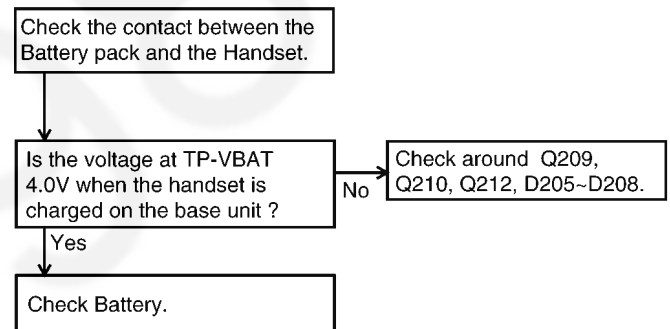 Check the contact between the
Battery pack and the Handset.
Is the voltage at TP-VBAT
4.0V when the handset is
charged on the base unit ?
No
Check around  Q209,
Q210, Q212, D205~D208.
Yes
Check Battery.